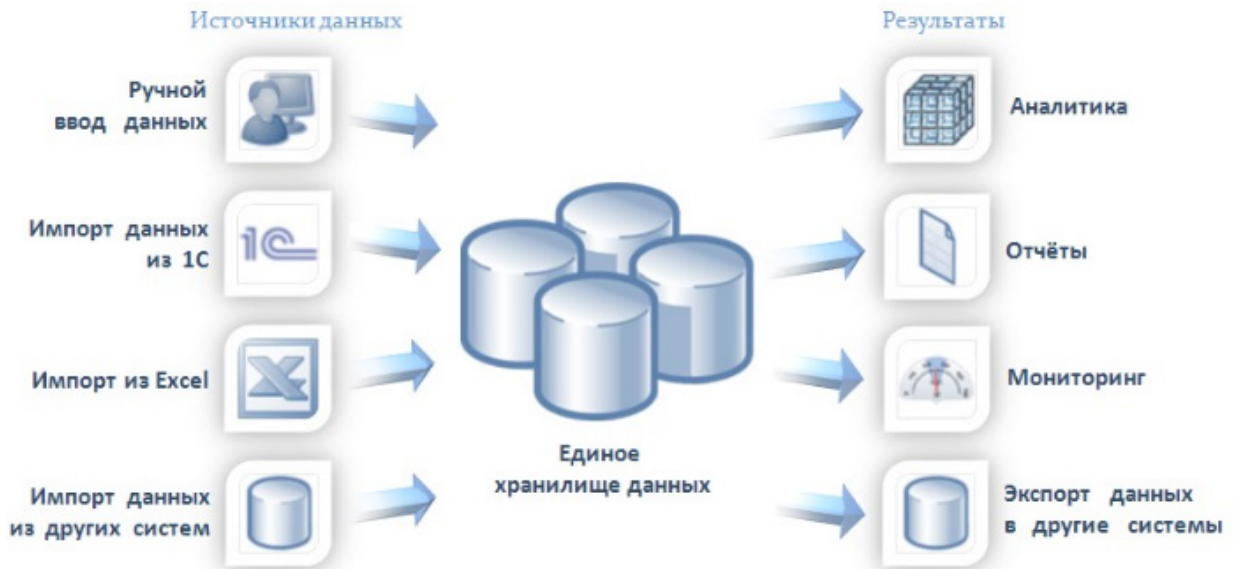 Источники данных
Результаты
Ручной
ввод данных
Аналитика
Импорт данных
из 1С
1С
Отчёты
Импорт из Excel
Мониторинг
Единое
хранилище данных
Импорт данных
из других систем
Экспорт данных
в другие системы